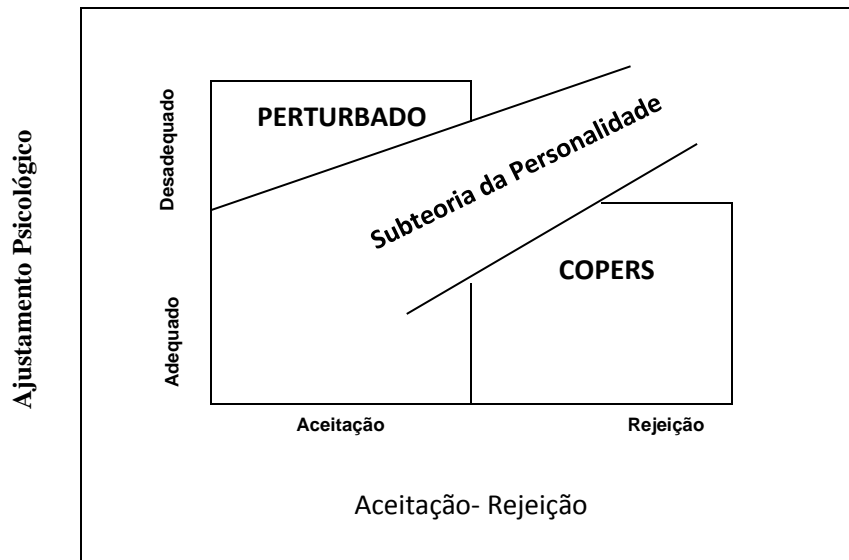 Ajustamento Psicológico
Desadequado
Adequado
PERTURBADO
Subteoria da Personalidade
COPERS
Aceitação
Rejeição
Aceitação- Rejeição